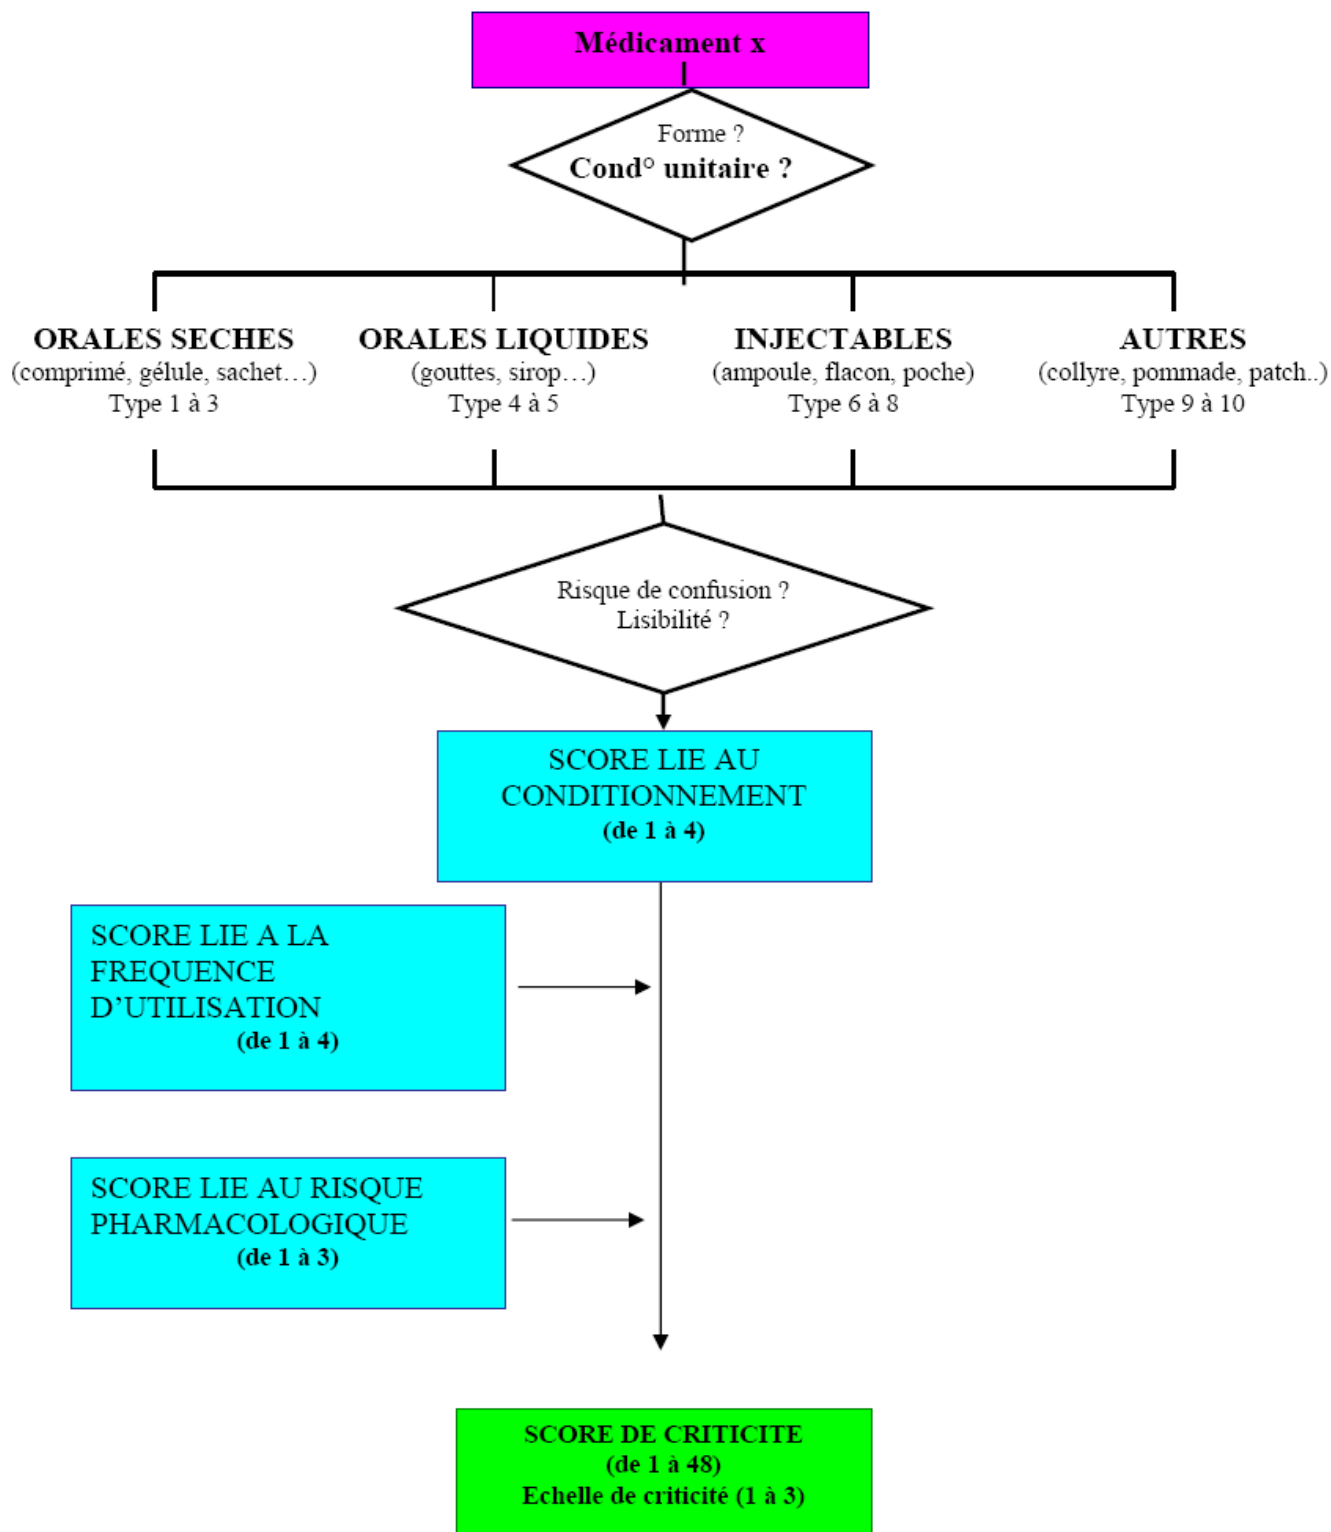 Médicament x
Forme ?
Cond° unitaire ?
ORALES SECHES
(comprimé, gélule, sachet…)
Type 1 à 3
ORALES LIQUIDES
(gouttes, sirop…)
Type 4 à 5
INJECTABLES
(ampoule, flacon, poche)
Type 6 à 8
AUTRES
(collyre, pommade, patch..)
Type 9 à 10
Risque de confusion ?
Lisibilité ?
SCORE LIE AU
CONDITIONNEMENT
(de 1 à 4)
SCORE LIE A LA
FREQUENCE
D’UTILISATION
(de 1 à 4)
SCORE LIE AU RISQUE
PHARMACOLOGIQUE
(de 1 à 3)
SCORE DE CRITICITE
(de 1 à 48)
Echelle de criticité (1 à 3)